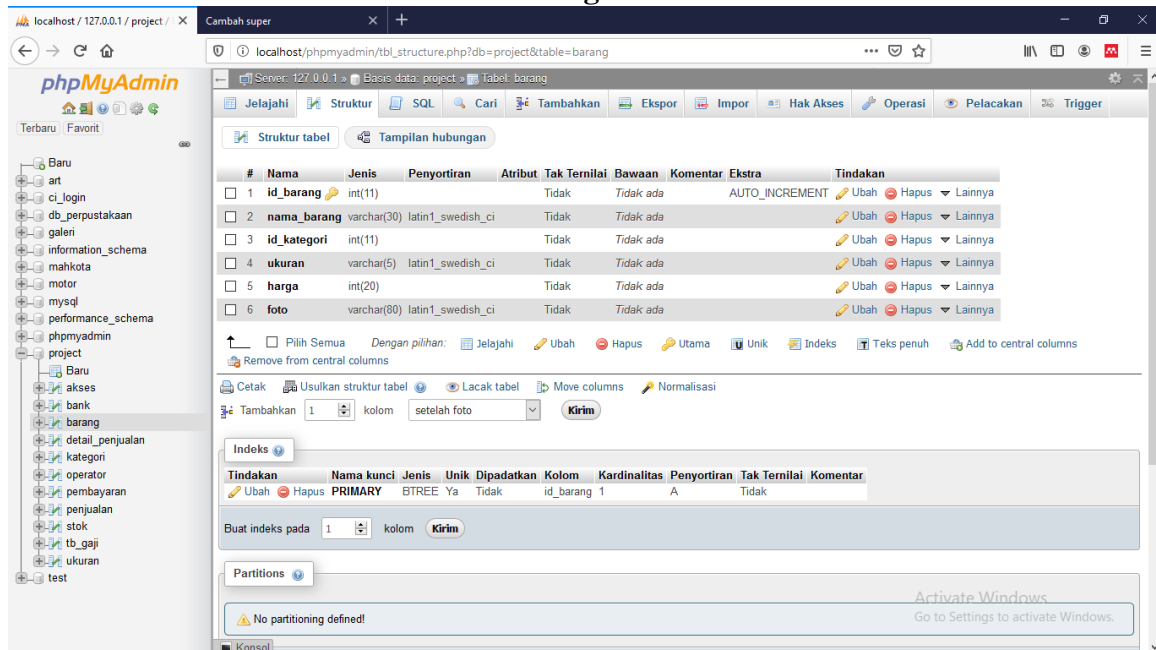 localhost / 127.0.0.1 / project /
Cambah super
localhost/phpmyadmin/tbl_structure.php?db=project&table=barang
phpMyAdmin
Terbaru Favorit
Baru
art
ci_login
db_perpustakaan
galeri
information_schema
mahkota
motor
mysql
performance_schema
phpmyadmin
project
Baru
akses
bank
barang
detail_penjualan
kategori
operator
pembayaran
penjualan
stok
tb_gaji
ukuran
test
Server: 127.0.0.1 » Basis data: project » Tabel: barang
Jelajahi Struktur SQL Cari Tambahkan Ekspor Impor Hak Akses Operasi Pelacakan Trigger
Struktur tabel Tampilan hubungan
# Nama Jenis Penyortiran Atribut Tak Ternilai Bawaan Komentar Ekstra Tindakan
1 id_barang int(11) Tidak Tidak ada AUTO_INCREMENT Ubah Hapus Lainnya
2 nama_barang varchar(30) latin1_swedish_ci Tidak Tidak ada Ubah Hapus Lainnya
3 id_kategori int(11) Tidak Tidak ada Ubah Hapus Lainnya
4 ukuran varchar(5) latin1_swedish_ci Tidak Tidak ada Ubah Hapus Lainnya
5 harga int(20) Tidak Tidak ada Ubah Hapus Lainnya
6 foto varchar(80) latin1_swedish_ci Tidak Tidak ada Ubah Hapus Lainnya
Pilih Semua Dengan pilihan: Jelajahi Ubah Hapus Utama Unik Indeks Teks penuh Add to central columns
Remove from central columns
Cetak Usulkan struktur tabel Lacak tabel Move columns Normalisasi
Tambahkan 1 kolom setelah foto Kirim
Indeks
Tindakan Nama kunci Jenis Unik Dipadatkan Kolom Kardinalitas Penyortiran Tak Ternilai Komentar
Ubah Hapus PRIMARY BTREE Ya Tidak id_barang 1 A Tidak
Buat indeks pada 1 kolom Kirim
Partitions
No partitioning defined!
Activate Windows
Go to Settings to activate Windows.
Konsol